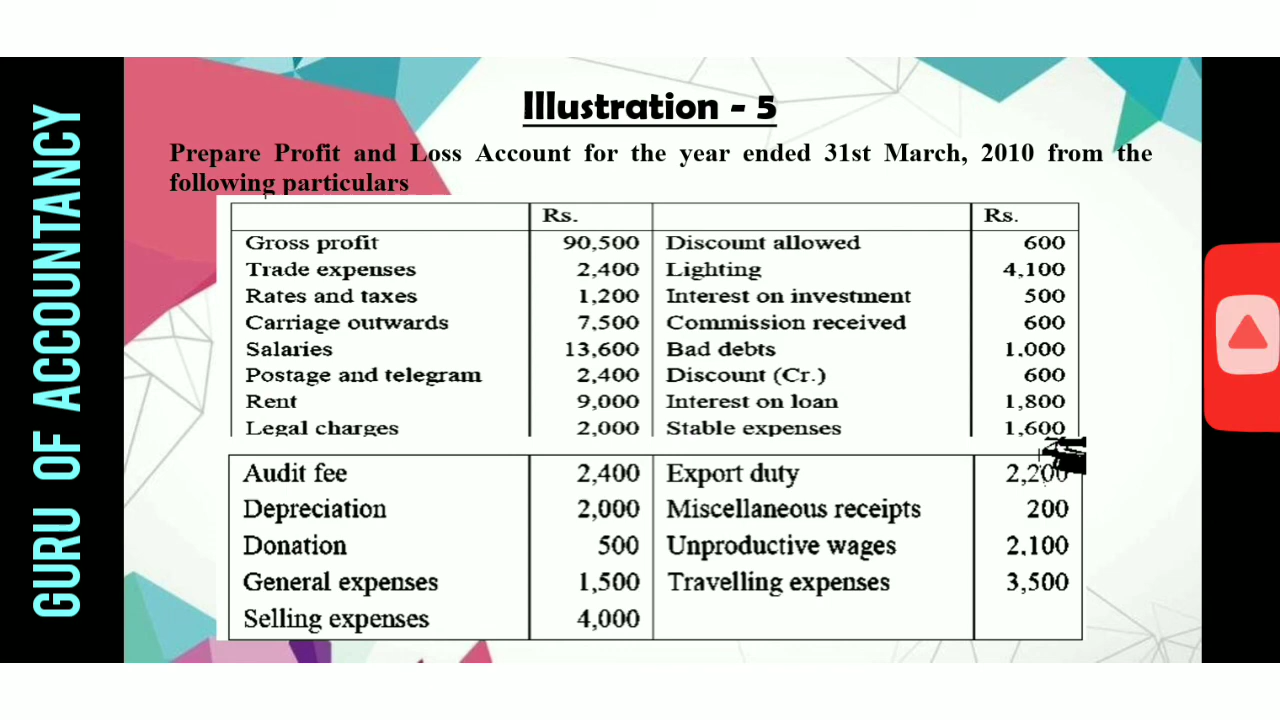 GURU OF ACCOUNTANCY
Illustration - 5
Prepare Profit and Loss Account for the year ended 31st March, 2010 from the
following particulars
Rs. Rs.
Gross profit 90,500 Discount allowed 600
Trade expenses 2,400 Lighting 4,100
Rates and taxes 1,200 Interest on investment 500
Carriage outwards 7,500 Commission received 600
Salaries 13,600 Bad debts 1.000
Postage and telegram 2,400 Discount (Cr.) 600
Rent 9,000 Interest on loan 1,800
Legal charges 2,000 Stable expenses 1,600
Audit fee 2,400 Export duty 2,200
Depreciation 2,000 Miscellaneous receipts 200
Donation 500 Unproductive wages 2,100
General expenses 1,500 Travelling expenses 3,500
Selling expenses 4,000